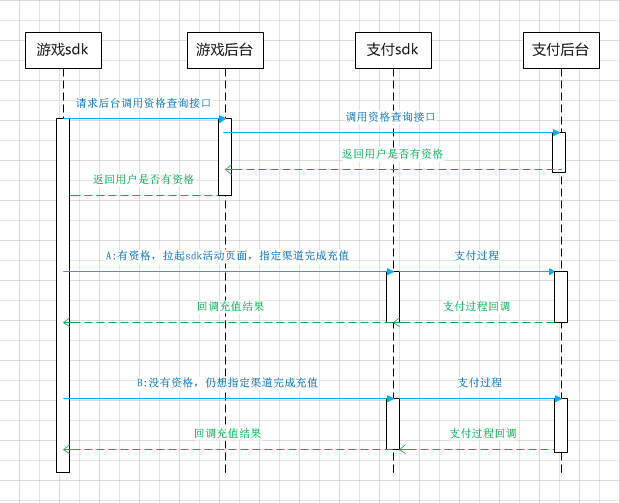 游戏sdk
游戏后台
支付sdk
支付后台
请求后台调用资格查询接口
调用资格查询接口
返回用户是否有资格
返回用户是否有资格
A:有资格，拉起sdk活动页面，指定渠道完成充值
支付过程
回调充值结果
支付过程回调
B:没有资格，仍想指定渠道完成充值
支付过程
回调充值结果
支付过程回调